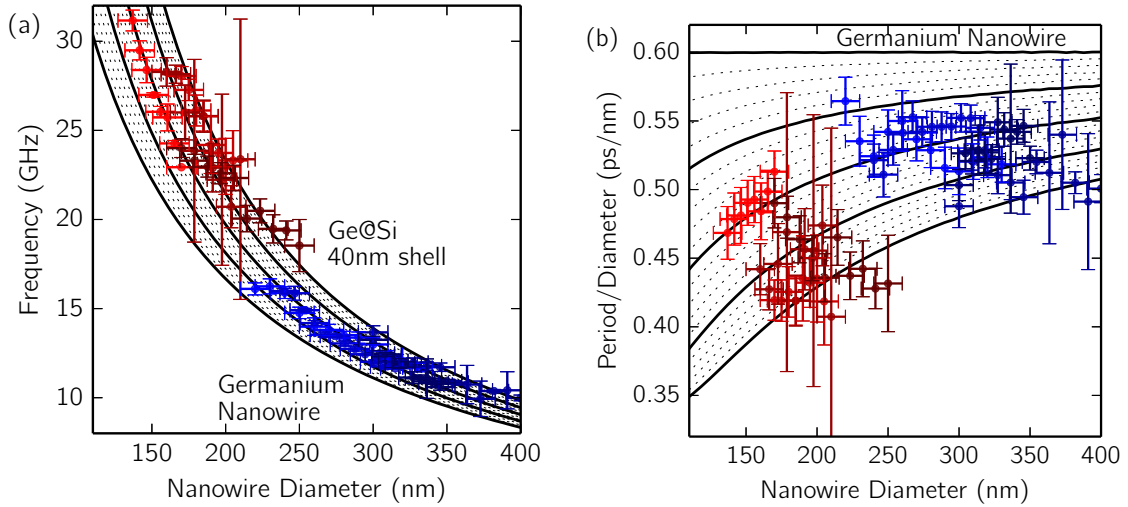 (a)
Frequency (GHz)
30
25
20
15
10
Ge@Si
40nm shell
Germanium
Nanowire
150
200
250
300
350
400
Nanowire Diameter (nm)
(b)
Germanium Nanowire
Period/Diameter (ps/nm)
0.60
0.55
0.50
0.45
0.40
0.35
150
200
250
300
350
400
Nanowire Diameter (nm)